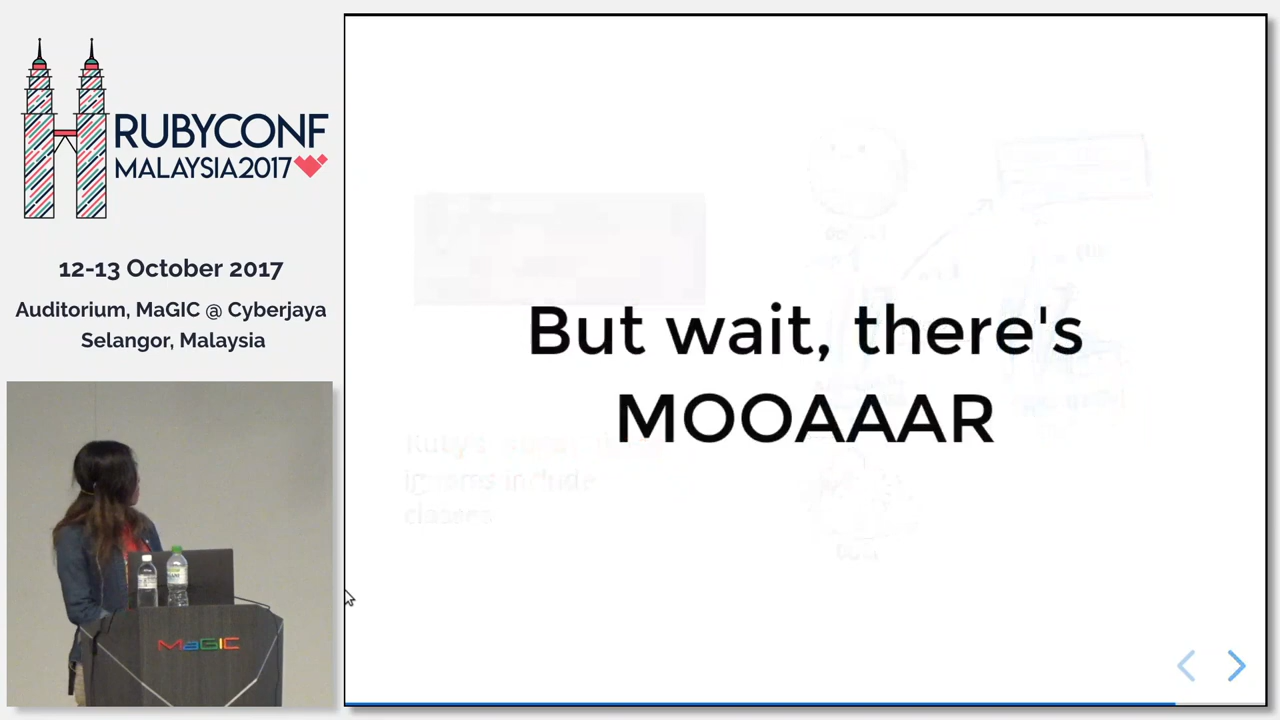 RUBYCONF
MALAYSIA2017
12-13 October 2017
Auditorium, MaGIC @ Cyberjaya
Selangor, Malaysia
But wait, there's
MOOAAAR
MaGIC